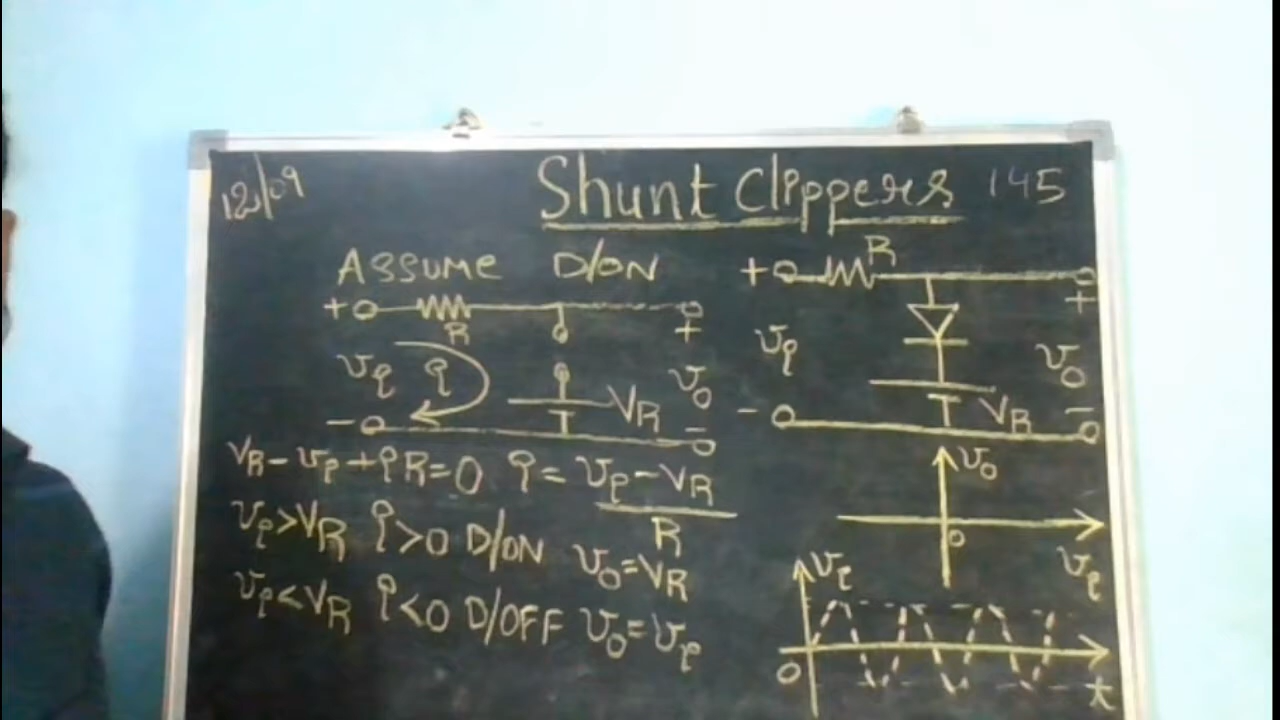 12/09
Shunt Clippers 145
ASSUME D/ON
+ R +
vi i VR vo
- -
VR-vi+iR=0 i=vi-VR/R
vi>VR i>0 D/ON vo=VR
vi<VR i<0 D/OFF vo=vi
+ R +
vi vo
- VR -
vo
0 vi
vi
0 t